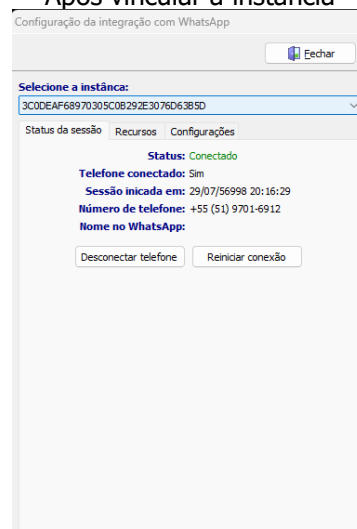 Após vincular a instância
Configuração da integração com WhatsApp
Fechar
Selecione a instânca:
3C0DEAF68970305C0B292E3076D63B5D
Status da sessão Recursos Configurações
Status: Conectado
Telefone conectado: Sim
Sessão inicada em: 29/07/56998 20:16:29
Número de telefone: +55 (51) 9701-6912
Nome no WhatsApp:
Desconectar telefone Reiniciar conexão